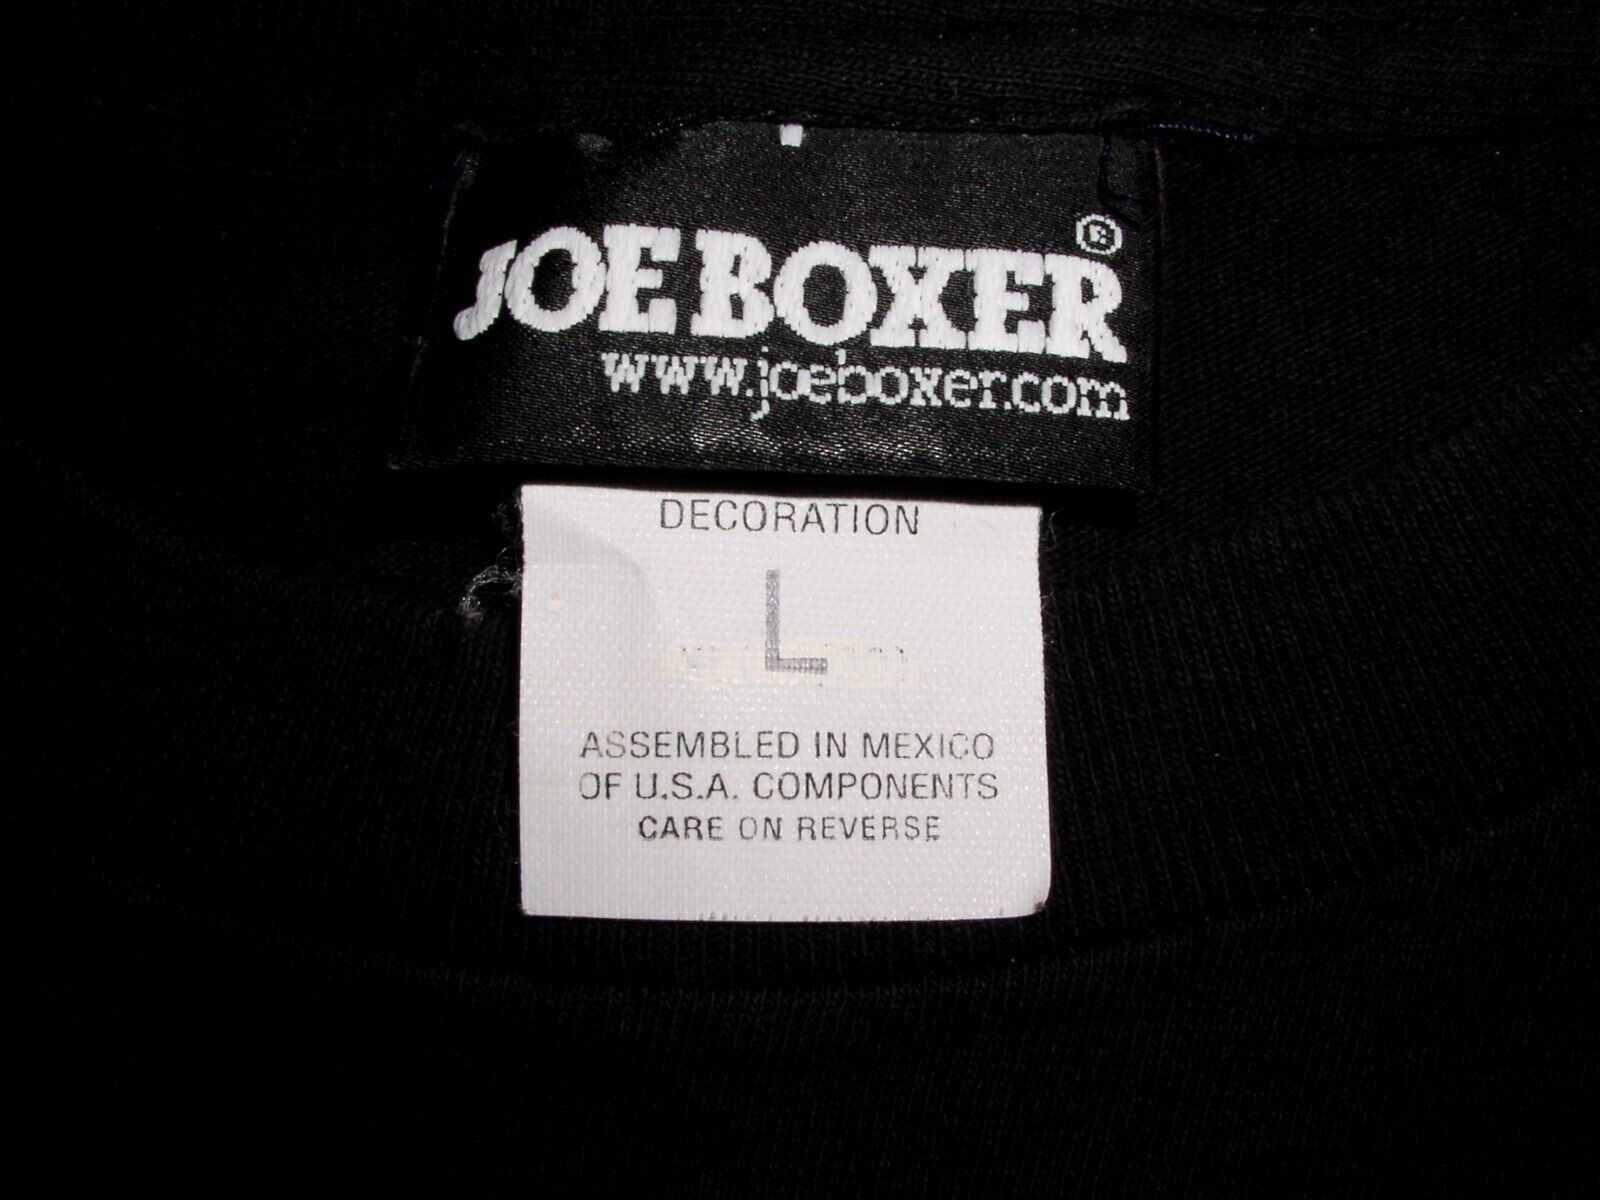 JOE BOXER®
www.joeboxer.com
DECORATION
L
ASSEMBLED IN MEXICO
OF U.S.A. COMPONENTS
CARE ON REVERSE